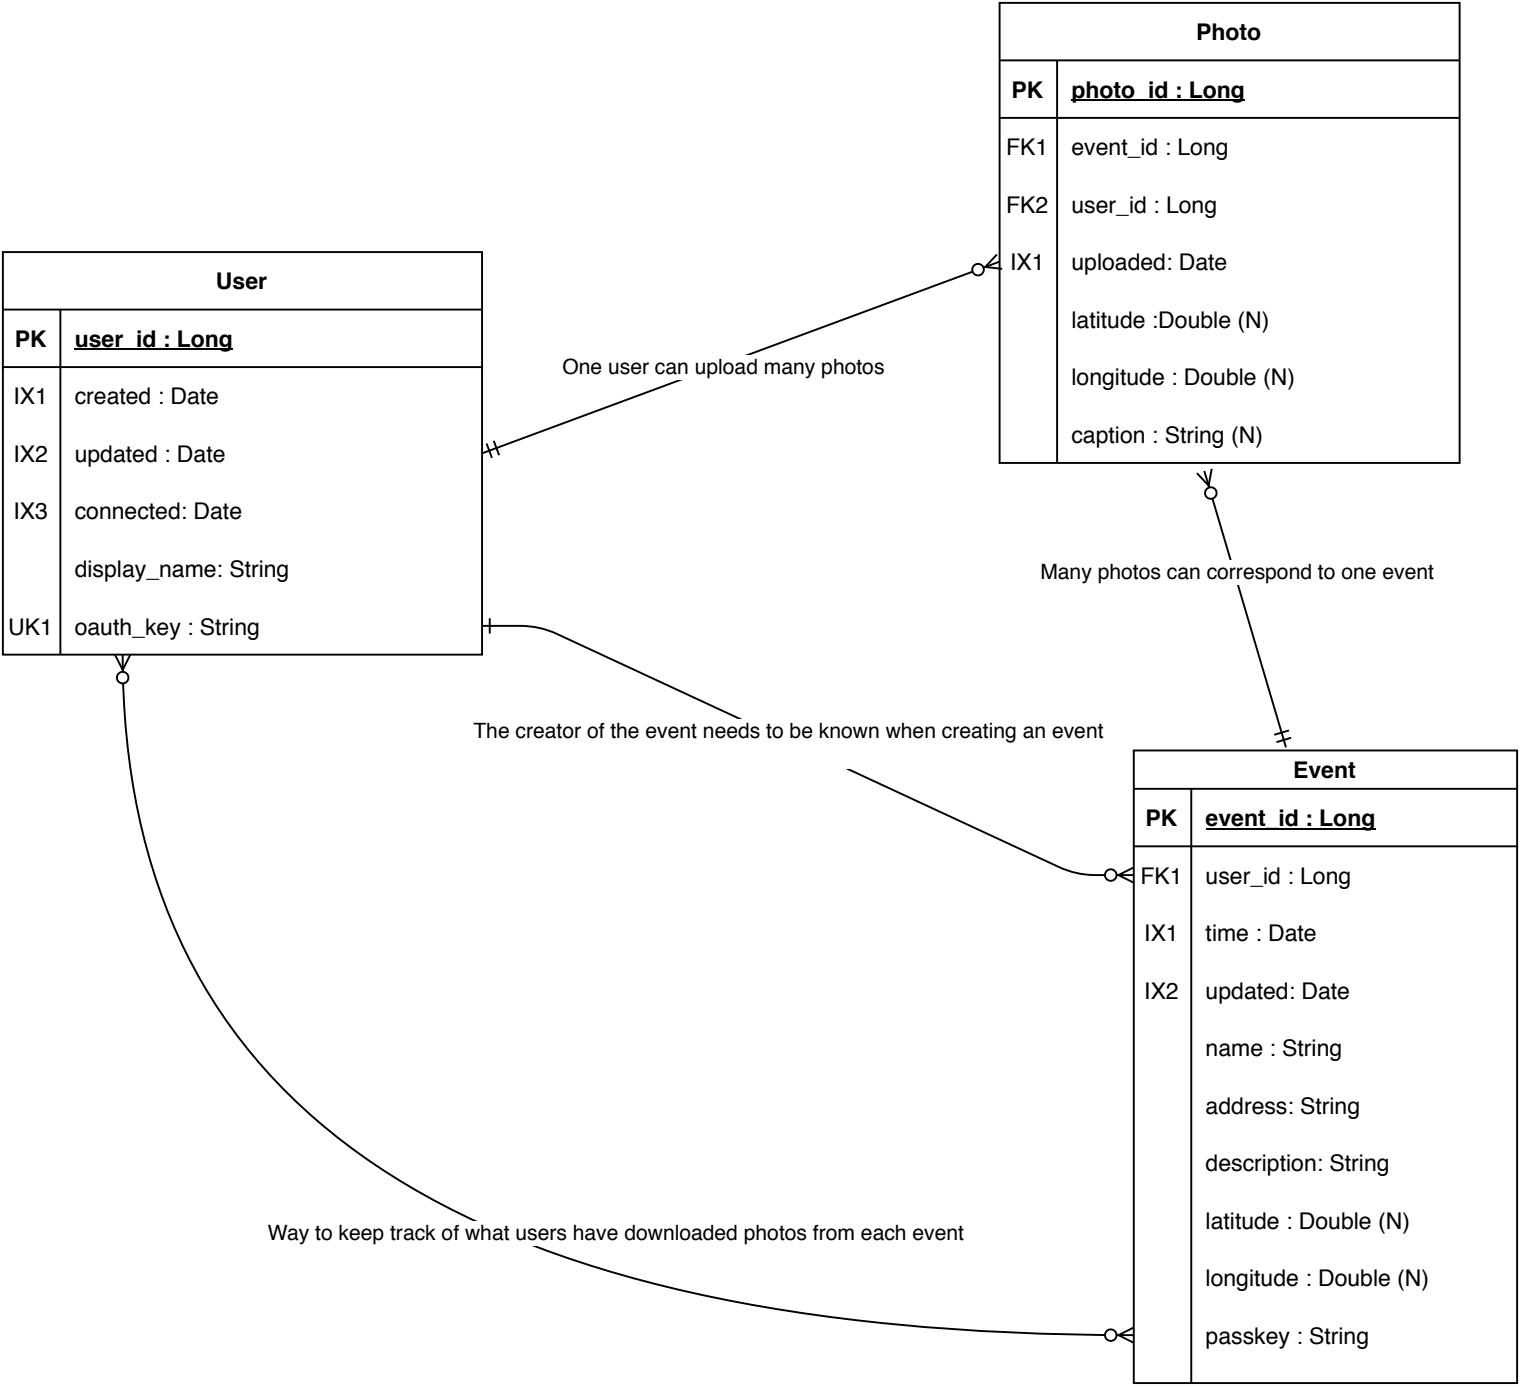 Photo
PK photo_id : Long
FK1 event_id : Long
FK2 user_id : Long
IX1 uploaded: Date
latitude :Double (N)
longitude : Double (N)
caption : String (N)
User
PK user_id : Long
IX1 created : Date
IX2 updated : Date
IX3 connected: Date
display_name: String
UK1 oauth_key : String
One user can upload many photos
Many photos can correspond to one event
The creator of the event needs to be known when creating an event
Event
PK event_id : Long
FK1 user_id : Long
IX1 time : Date
IX2 updated: Date
name : String
address: String
description: String
latitude : Double (N)
longitude : Double (N)
passkey : String
Way to keep track of what users have downloaded photos from each event